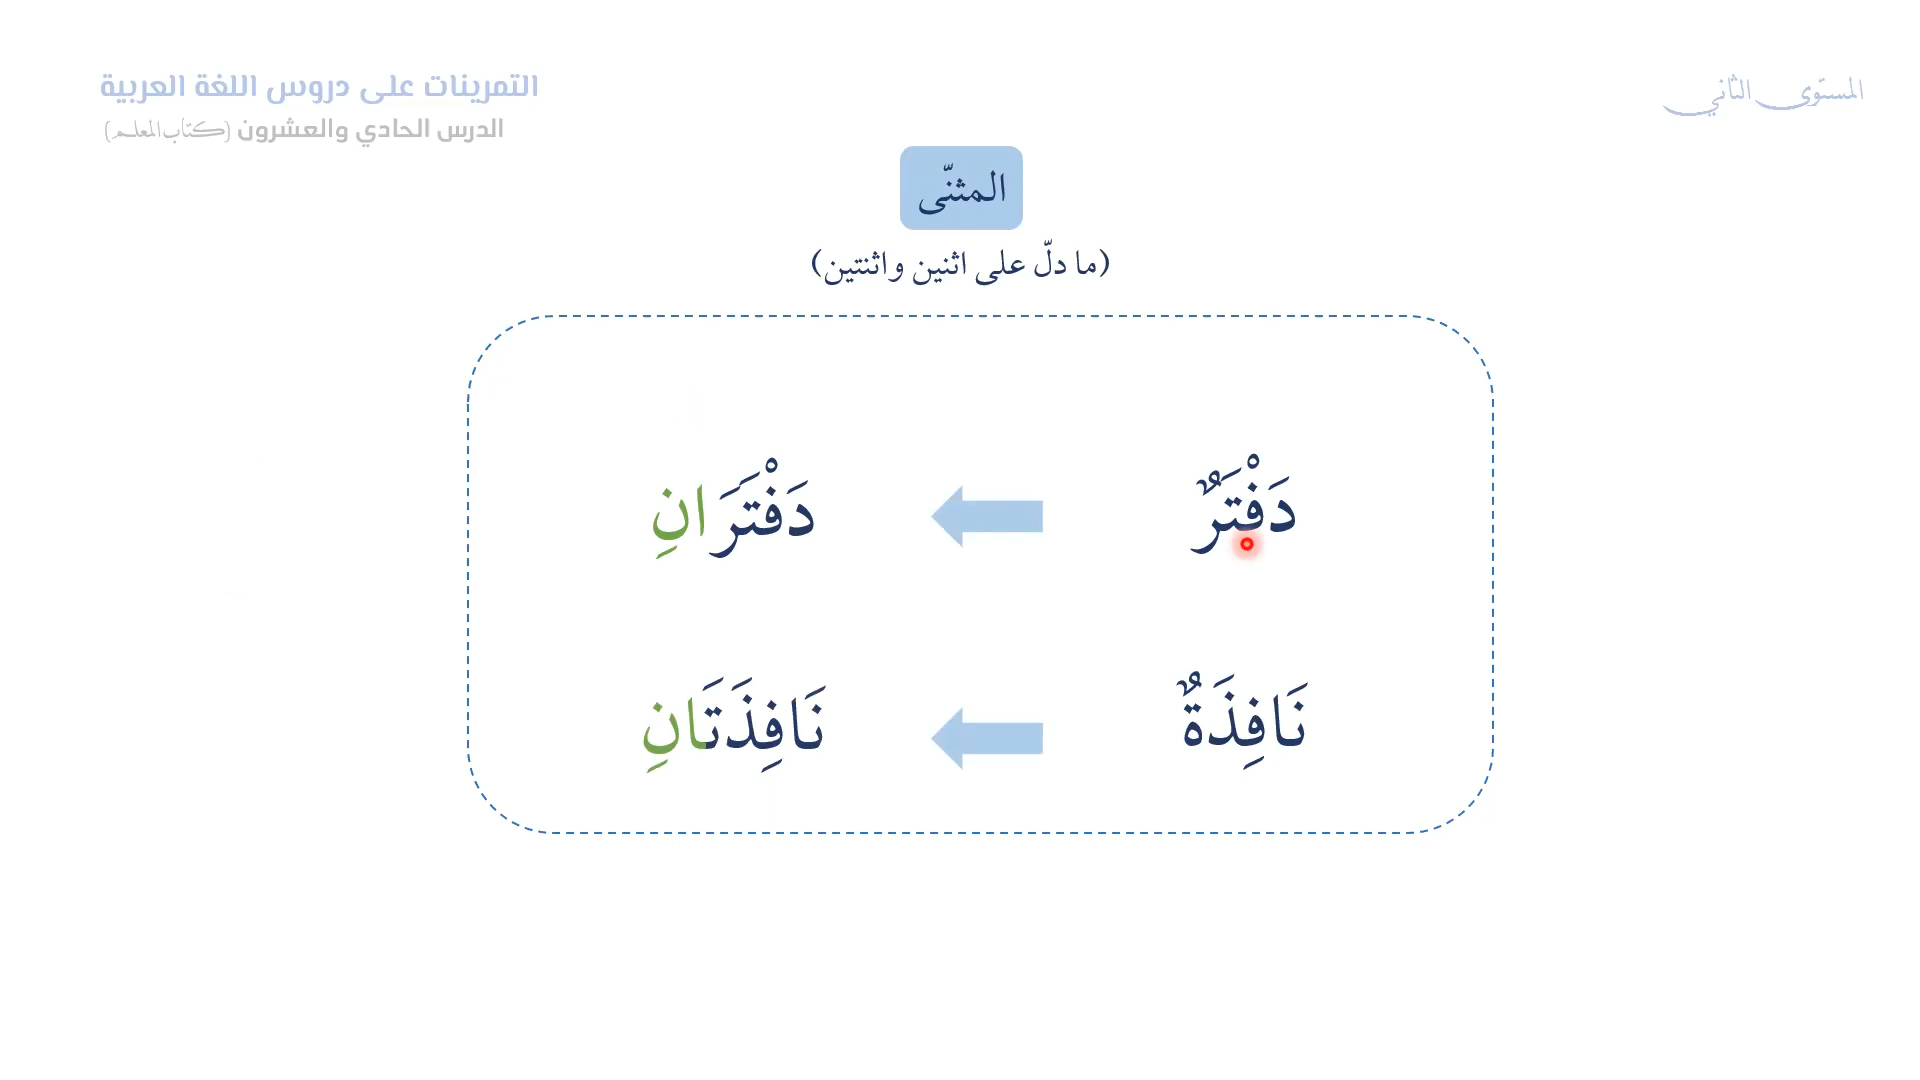 المستوى الثاني
التمرينات على دروس اللغة العربية
الدرس الحادي والعشرون (كتاب المعلم)
المثنّى
(ما دلّ على اثنين واثنتين)
دَفْتَرٌ دَفْتَرَانِ
نَافِذَةٌ نَافِذَتَانِ